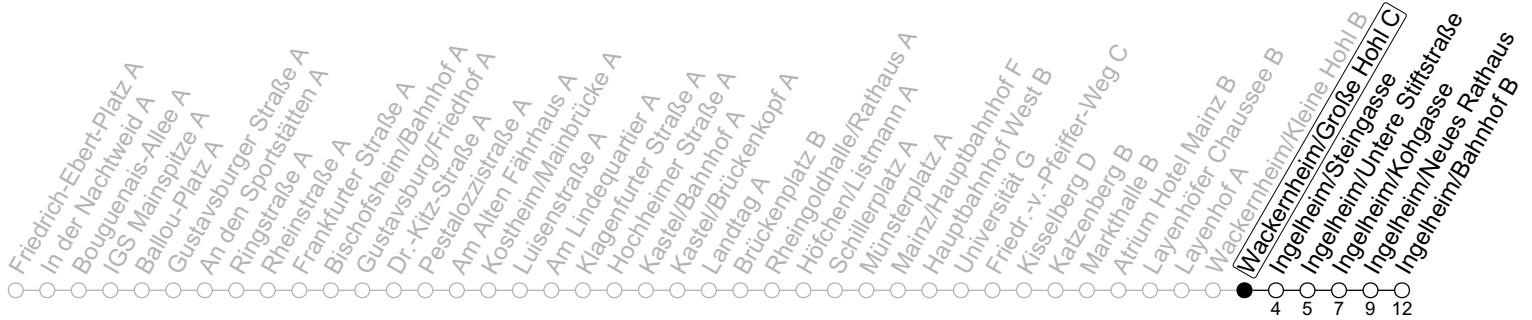 Friedrich-Ebert-Platz A
In der Nachtweid A
Bouguenais-Allee A
IGS Mainspitze A
Ballou-Platz A
Gustavsburger Straße A
An den Sportstätten A
Ringstraße A
Rheinstraße A
Frankfurter Straße A
Bischofsheim/Bahnhof A
Gustavsburg/Friedhof A
Dr.-Kitz-Straße A
Pestalozzistraße A
Am Alten Fährhaus A
Kostheim/Mainbrücke A
Luisenstraße A
Am Lindequartier A
Klagenfurter Straße A
Hochheimer Straße A
Kastel/Bahnhof A
Kastel/Brückenkopf A
Landtag A
Brückenplatz B
Rheingoldhalle/Rathaus A
Höfchen/Listmann A
Schillerplatz A
Münsterplatz A
Mainz/Hauptbahnhof F
Hauptbahnhof West B
Universität G
Friedr.-v.-Pfeiffer-Weg C
Kisselberg D
Katzenberg B
Markthalle B
Atrium Hotel Mainz B
Layenhöfer Chaussee B
Layenhof A
Wackernheim/Kleine Hohl B
Wackernheim/Große Hohl C
Ingelheim/Steingasse
Ingelheim/Untere Stiftstraße
Ingelheim/Kohgasse
Ingelheim/Neues Rathaus
Ingelheim/Bahnhof B
4 5 7 9 12